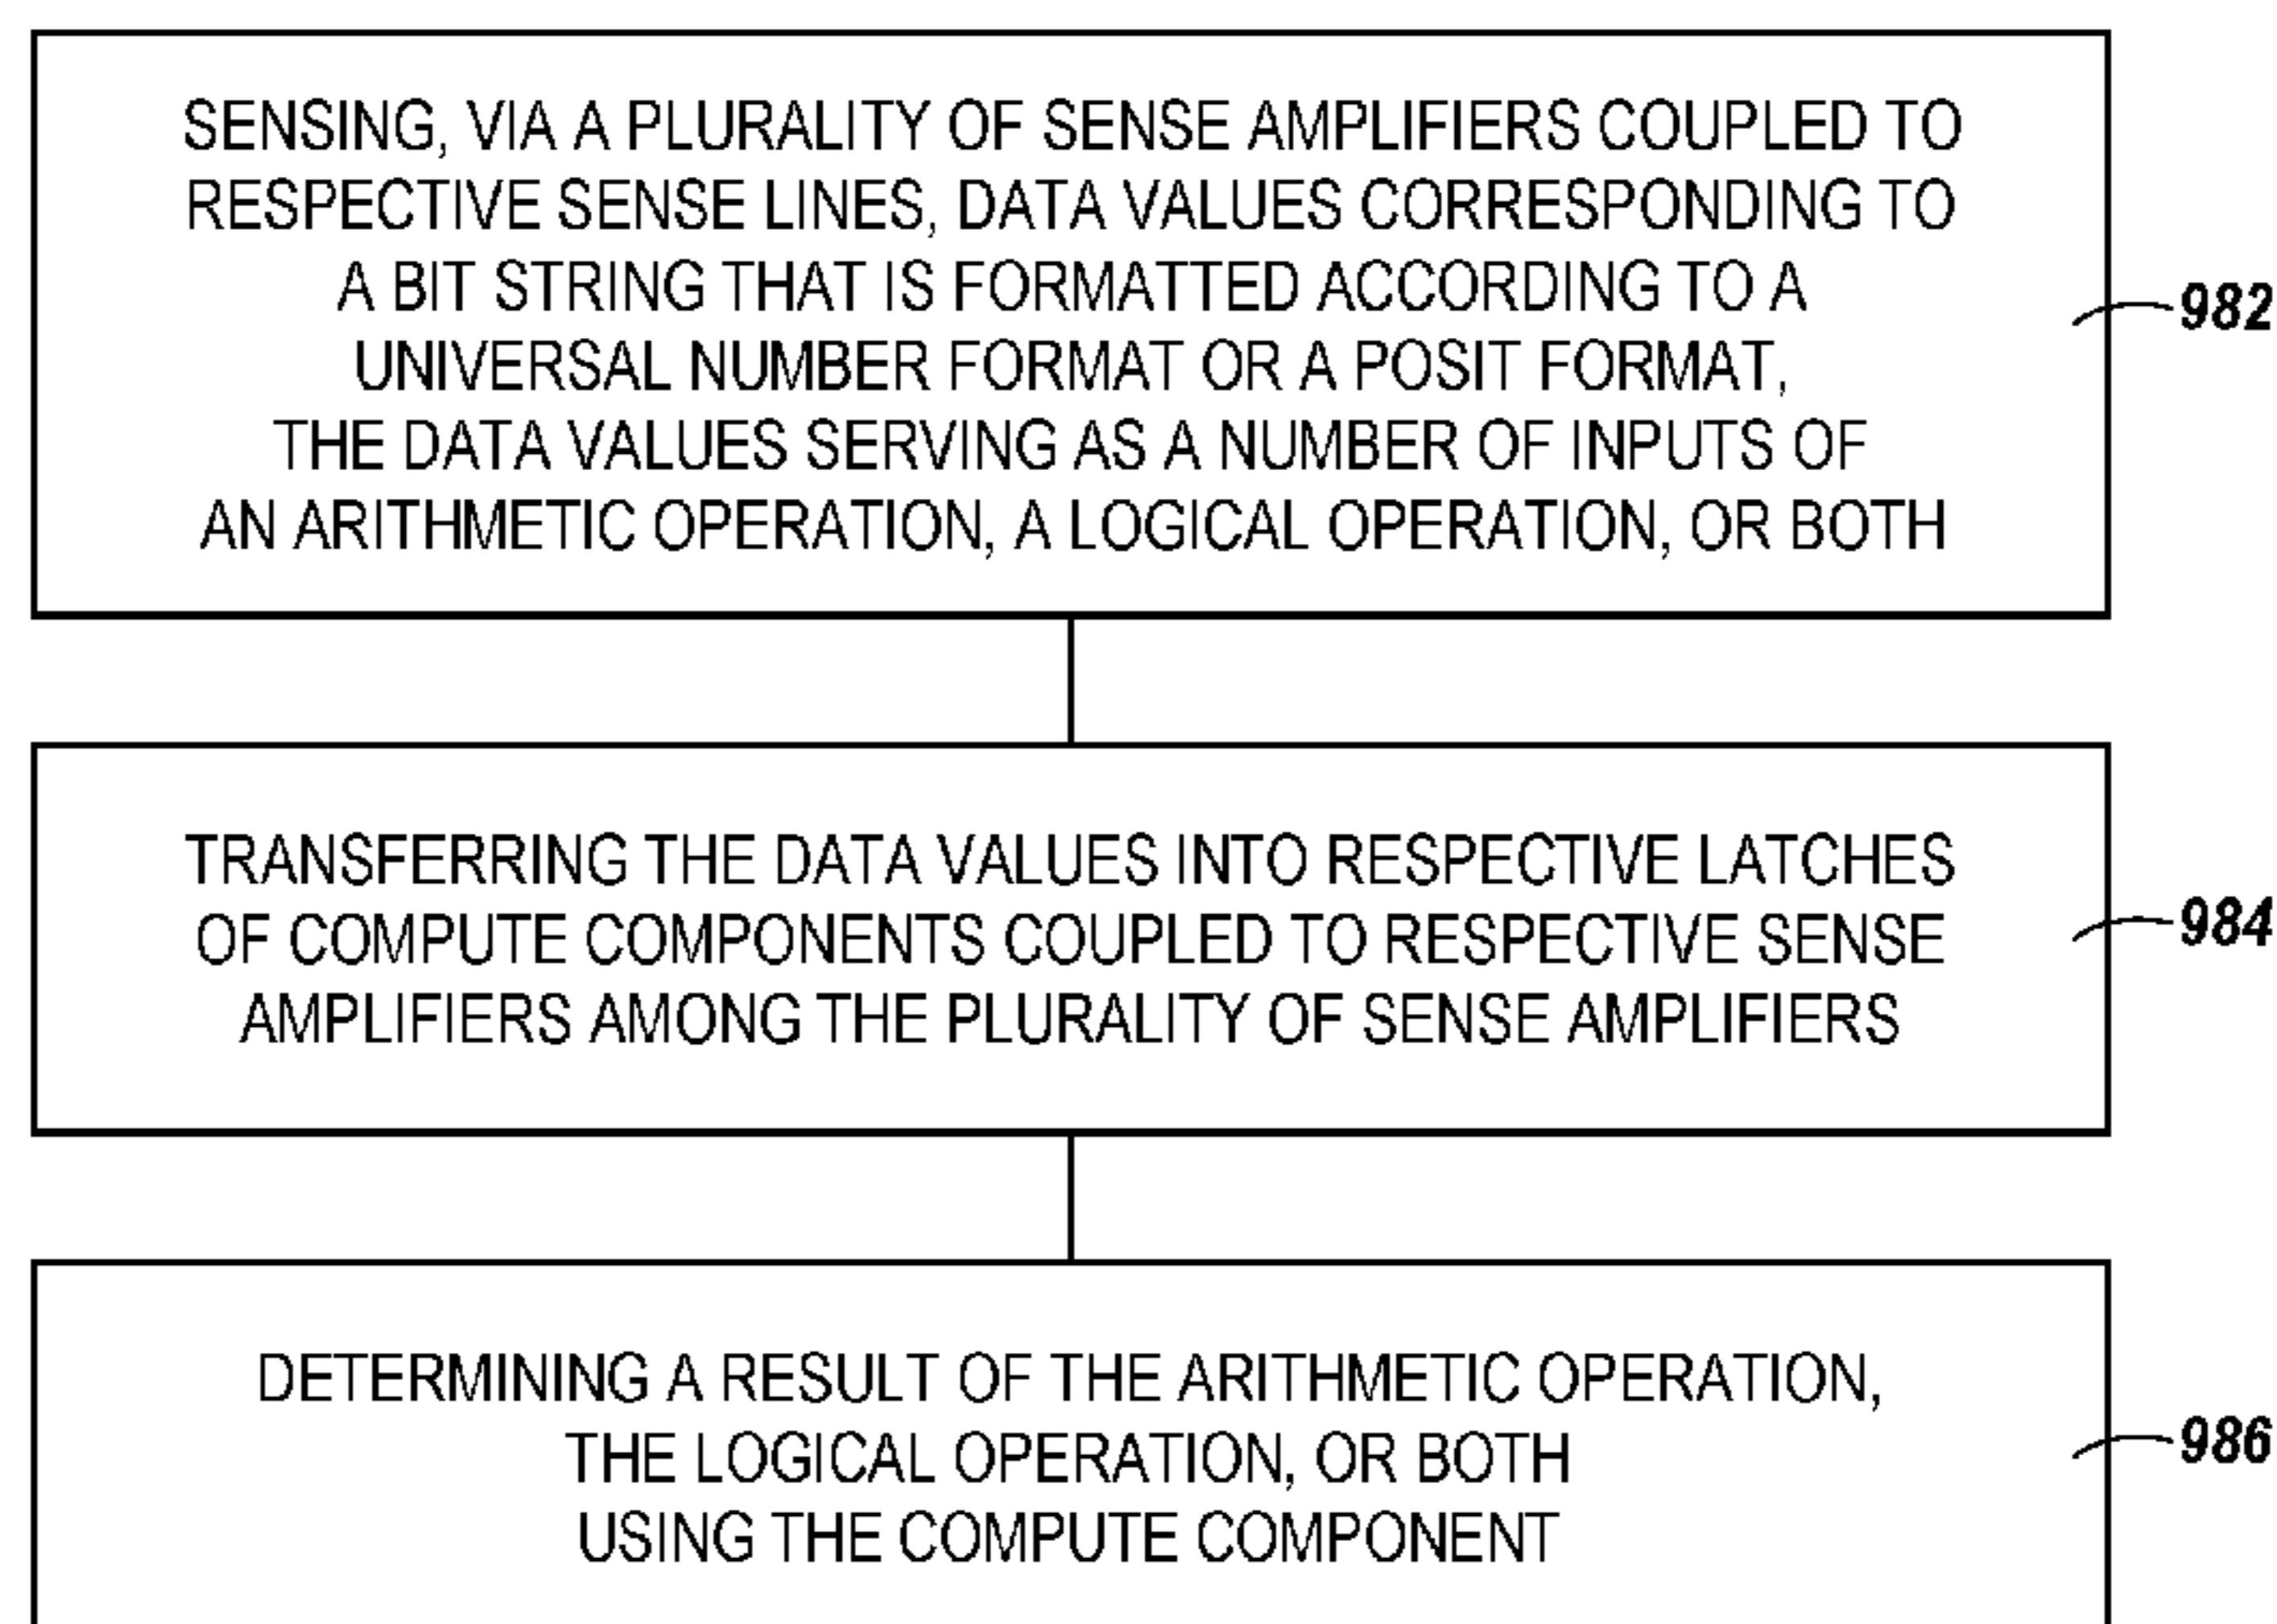 SENSING, VIA A PLURALITY OF SENSE AMPLIFIERS COUPLED TO
RESPECTIVE SENSE LINES, DATA VALUES CORRESPONDING TO
A BIT STRING THAT IS FORMATTED ACCORDING TO A
UNIVERSAL NUMBER FORMAT OR A POSIT FORMAT,
THE DATA VALUES SERVING AS A NUMBER OF INPUTS OF
AN ARITHMETIC OPERATION, A LOGICAL OPERATION, OR BOTH
982
TRANSFERRING THE DATA VALUES INTO RESPECTIVE LATCHES
OF COMPUTE COMPONENTS COUPLED TO RESPECTIVE SENSE
AMPLIFIERS AMONG THE PLURALITY OF SENSE AMPLIFIERS
984
DETERMINING A RESULT OF THE ARITHMETIC OPERATION,
THE LOGICAL OPERATION, OR BOTH
USING THE COMPUTE COMPONENT
986